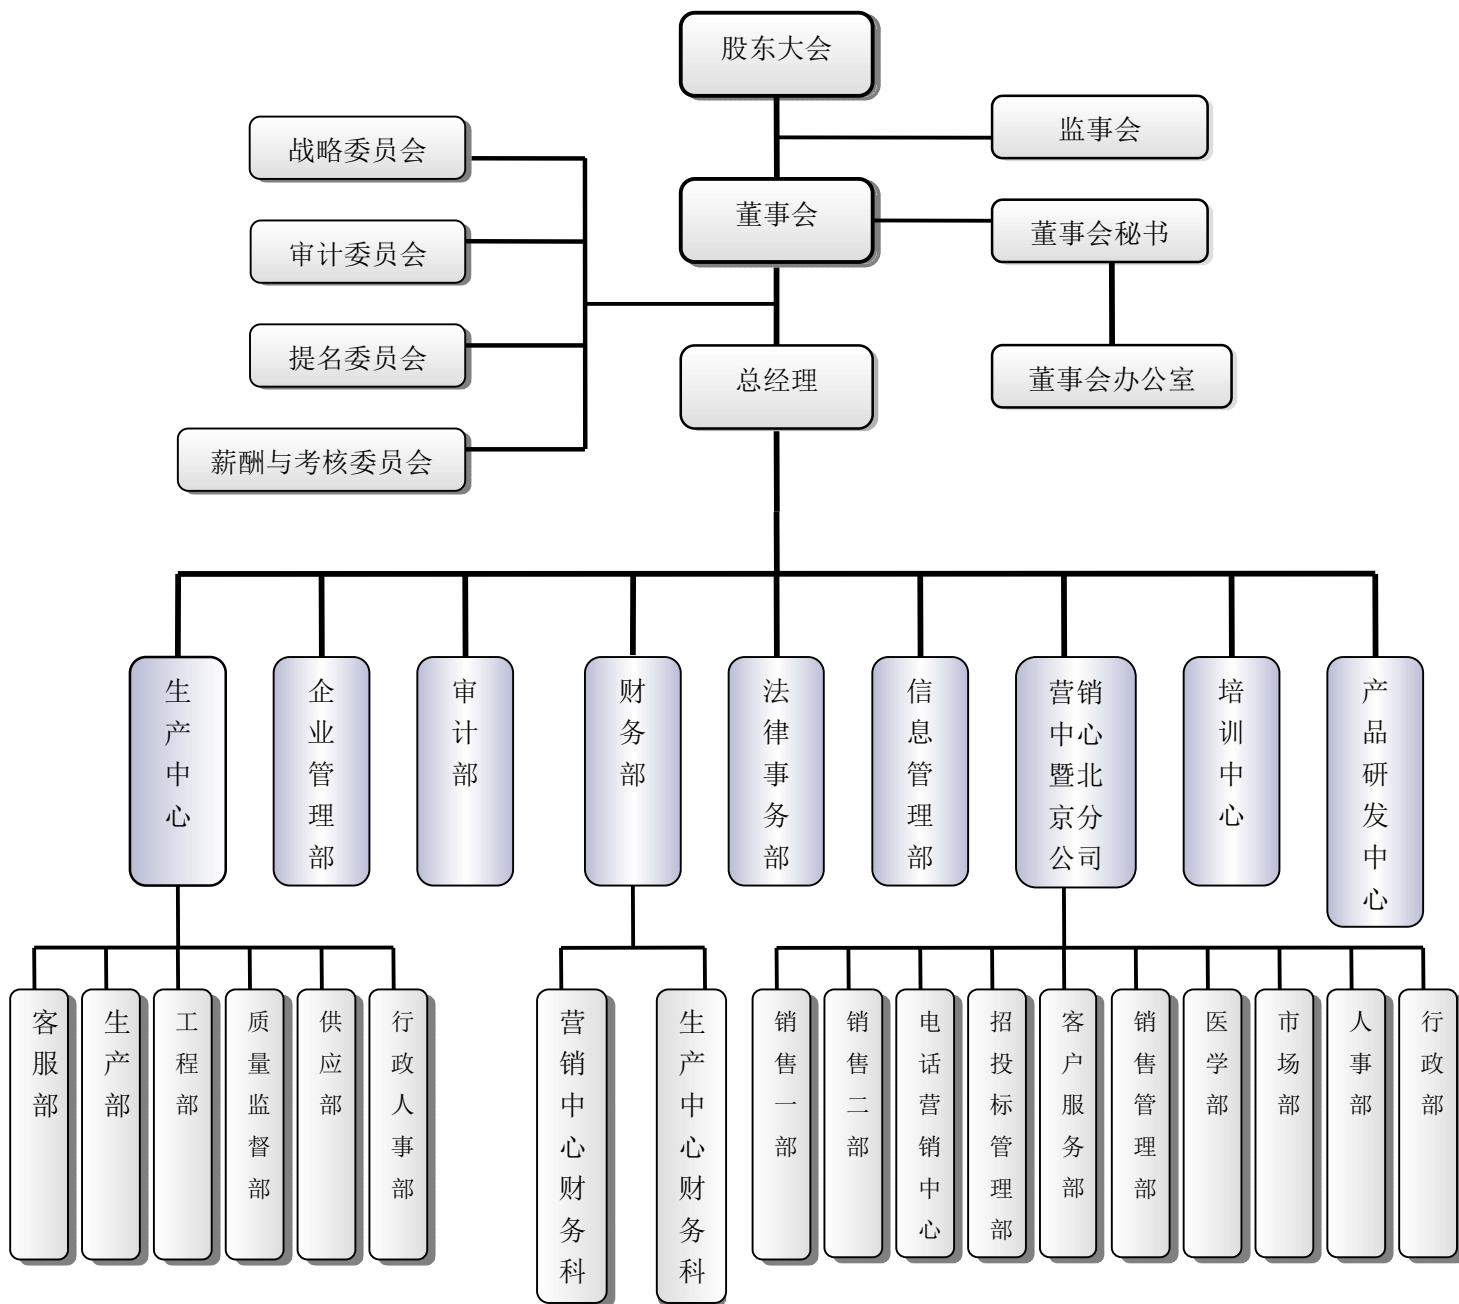 股东大会
监事会
战略委员会
董事会
董事会秘书
审计委员会
提名委员会
总经理
董事会办公室
薪酬与考核委员会
生产中心
企业管理部
审计部
财务部
法律事务部
信息管理部
营销
中心
暨北
京分
公司
培训中心
产品研发中心
客服部
生产部
工程部
质量监督部
供应部
行政人事部
营销中心财务科
生产中心财务科
销售一部
销售二部
电话营销中心
招投标管理部
客户服务部
销售管理部
医学部
市场部
人事部
行政部